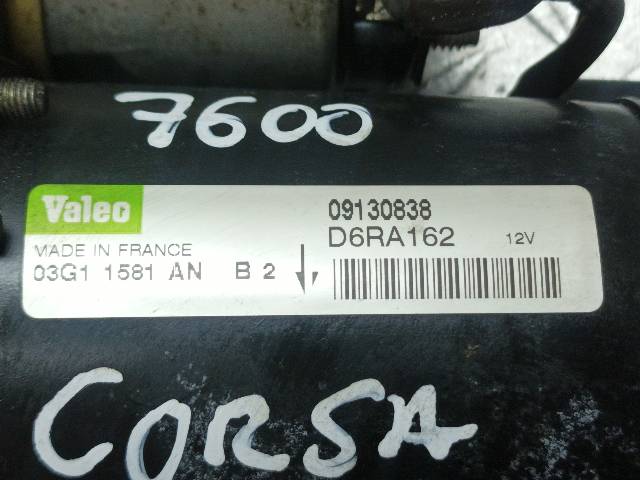 7600
Valeo
09130838
MADE IN FRANCE
D6RA162 12V
03G1 1581 AN B 2
CORSA